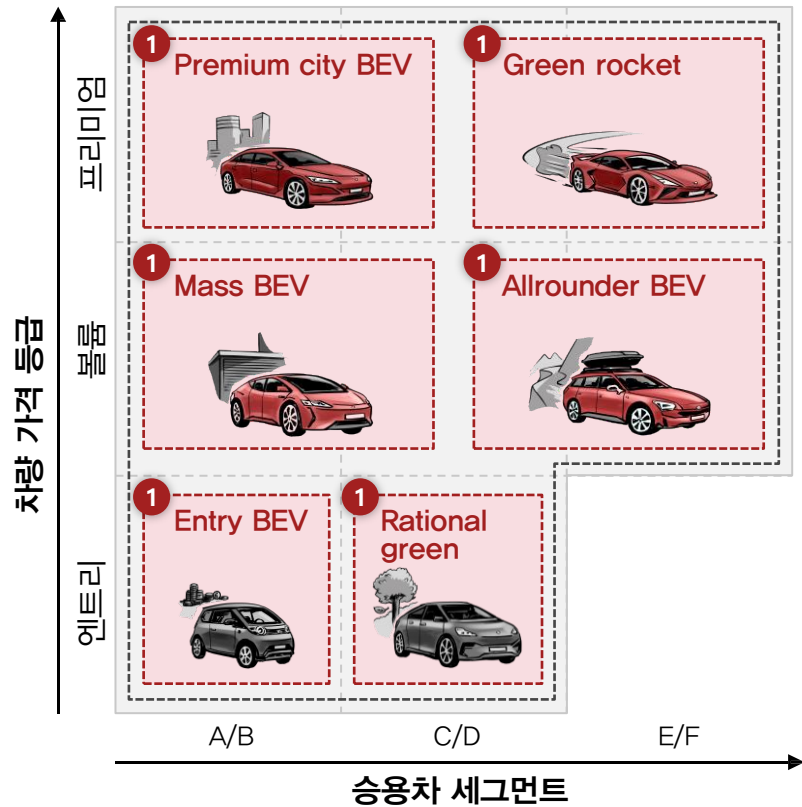 차량 가격 등급
프리미엄
1
Premium city BEV
1
Green rocket
볼륨
1
Mass BEV
1
Allrounder BEV
엔트리
1
Entry BEV
1
Rational
green
A/B
C/D
E/F
승용차 세그먼트